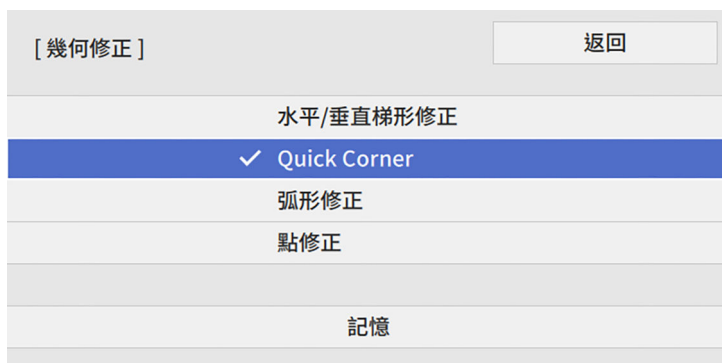 [ 幾何修正 ]
返回
水平/垂直梯形修正
Quick Corner
弧形修正
點修正
記憶